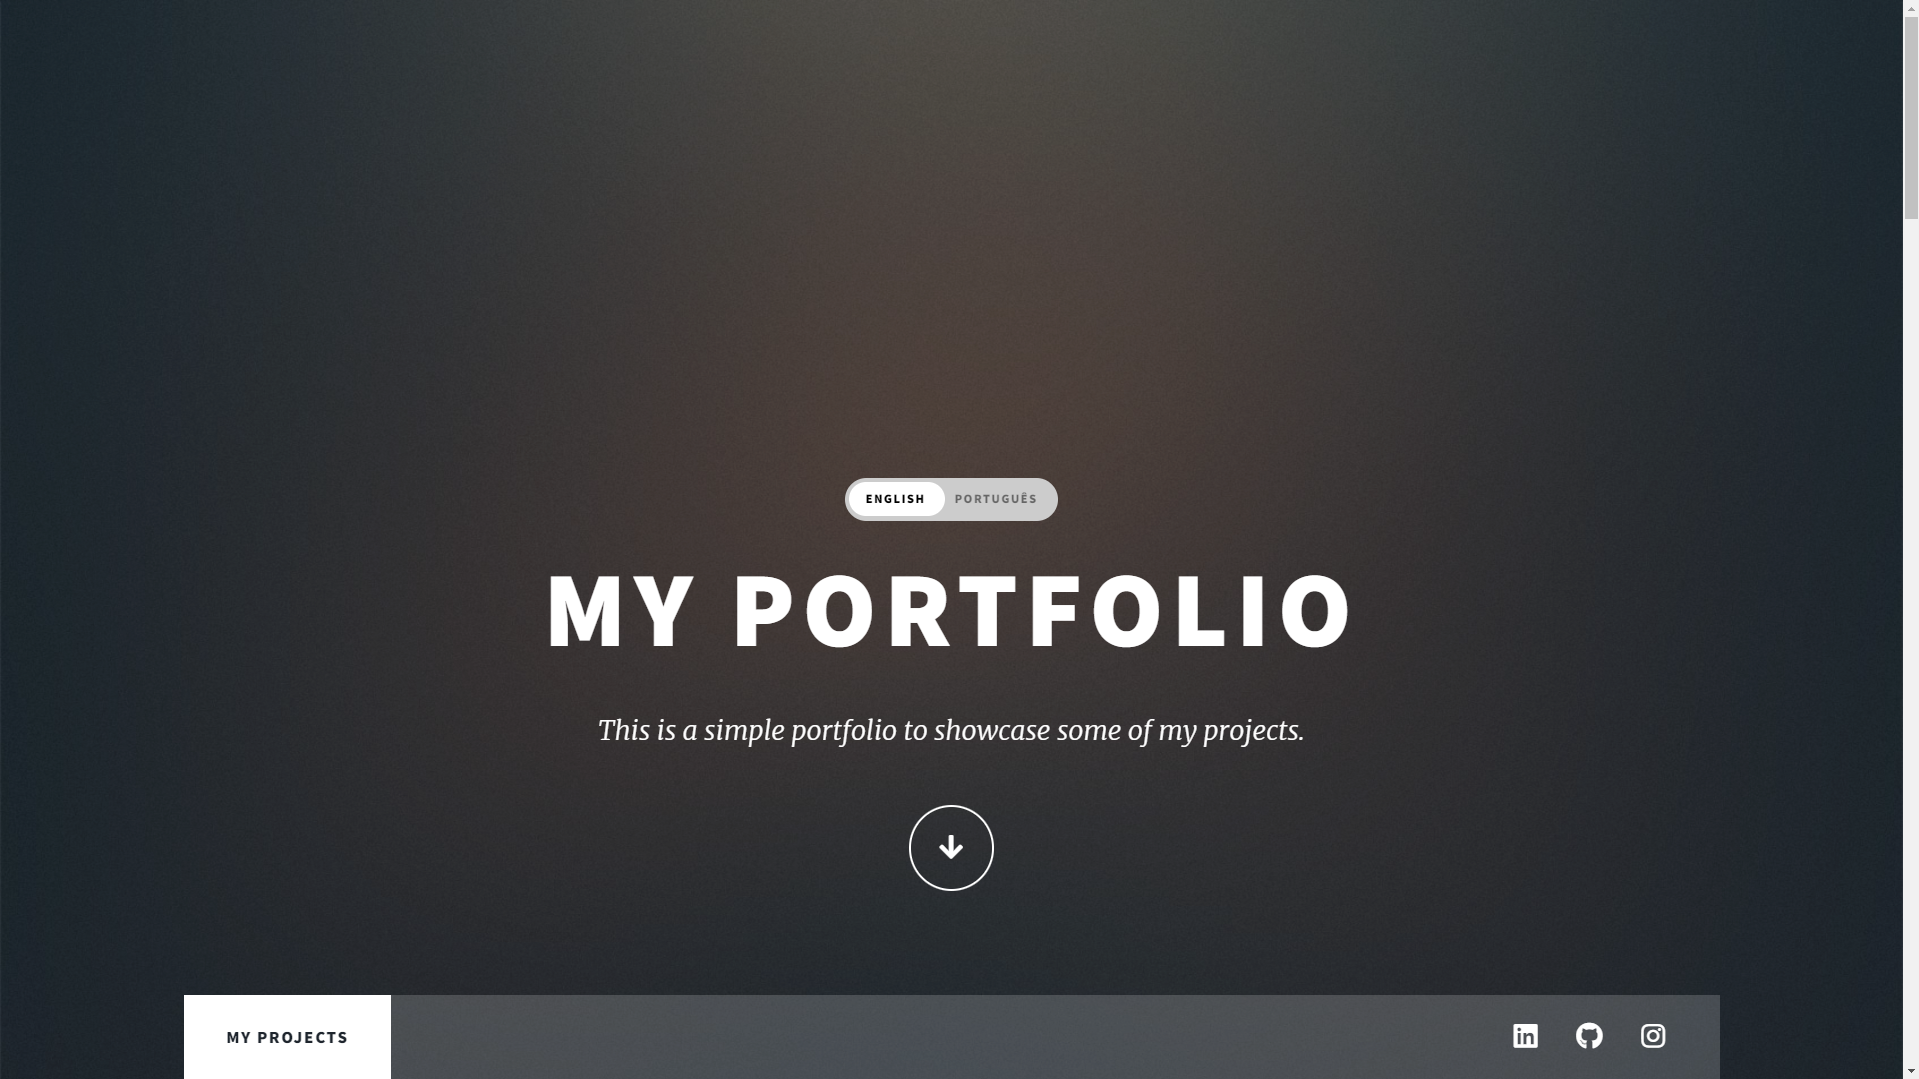 ENGLISH PORTUGUÊS
MY PORTFOLIO
This is a simple portfolio to showcase some of my projects.
MY PROJECTS